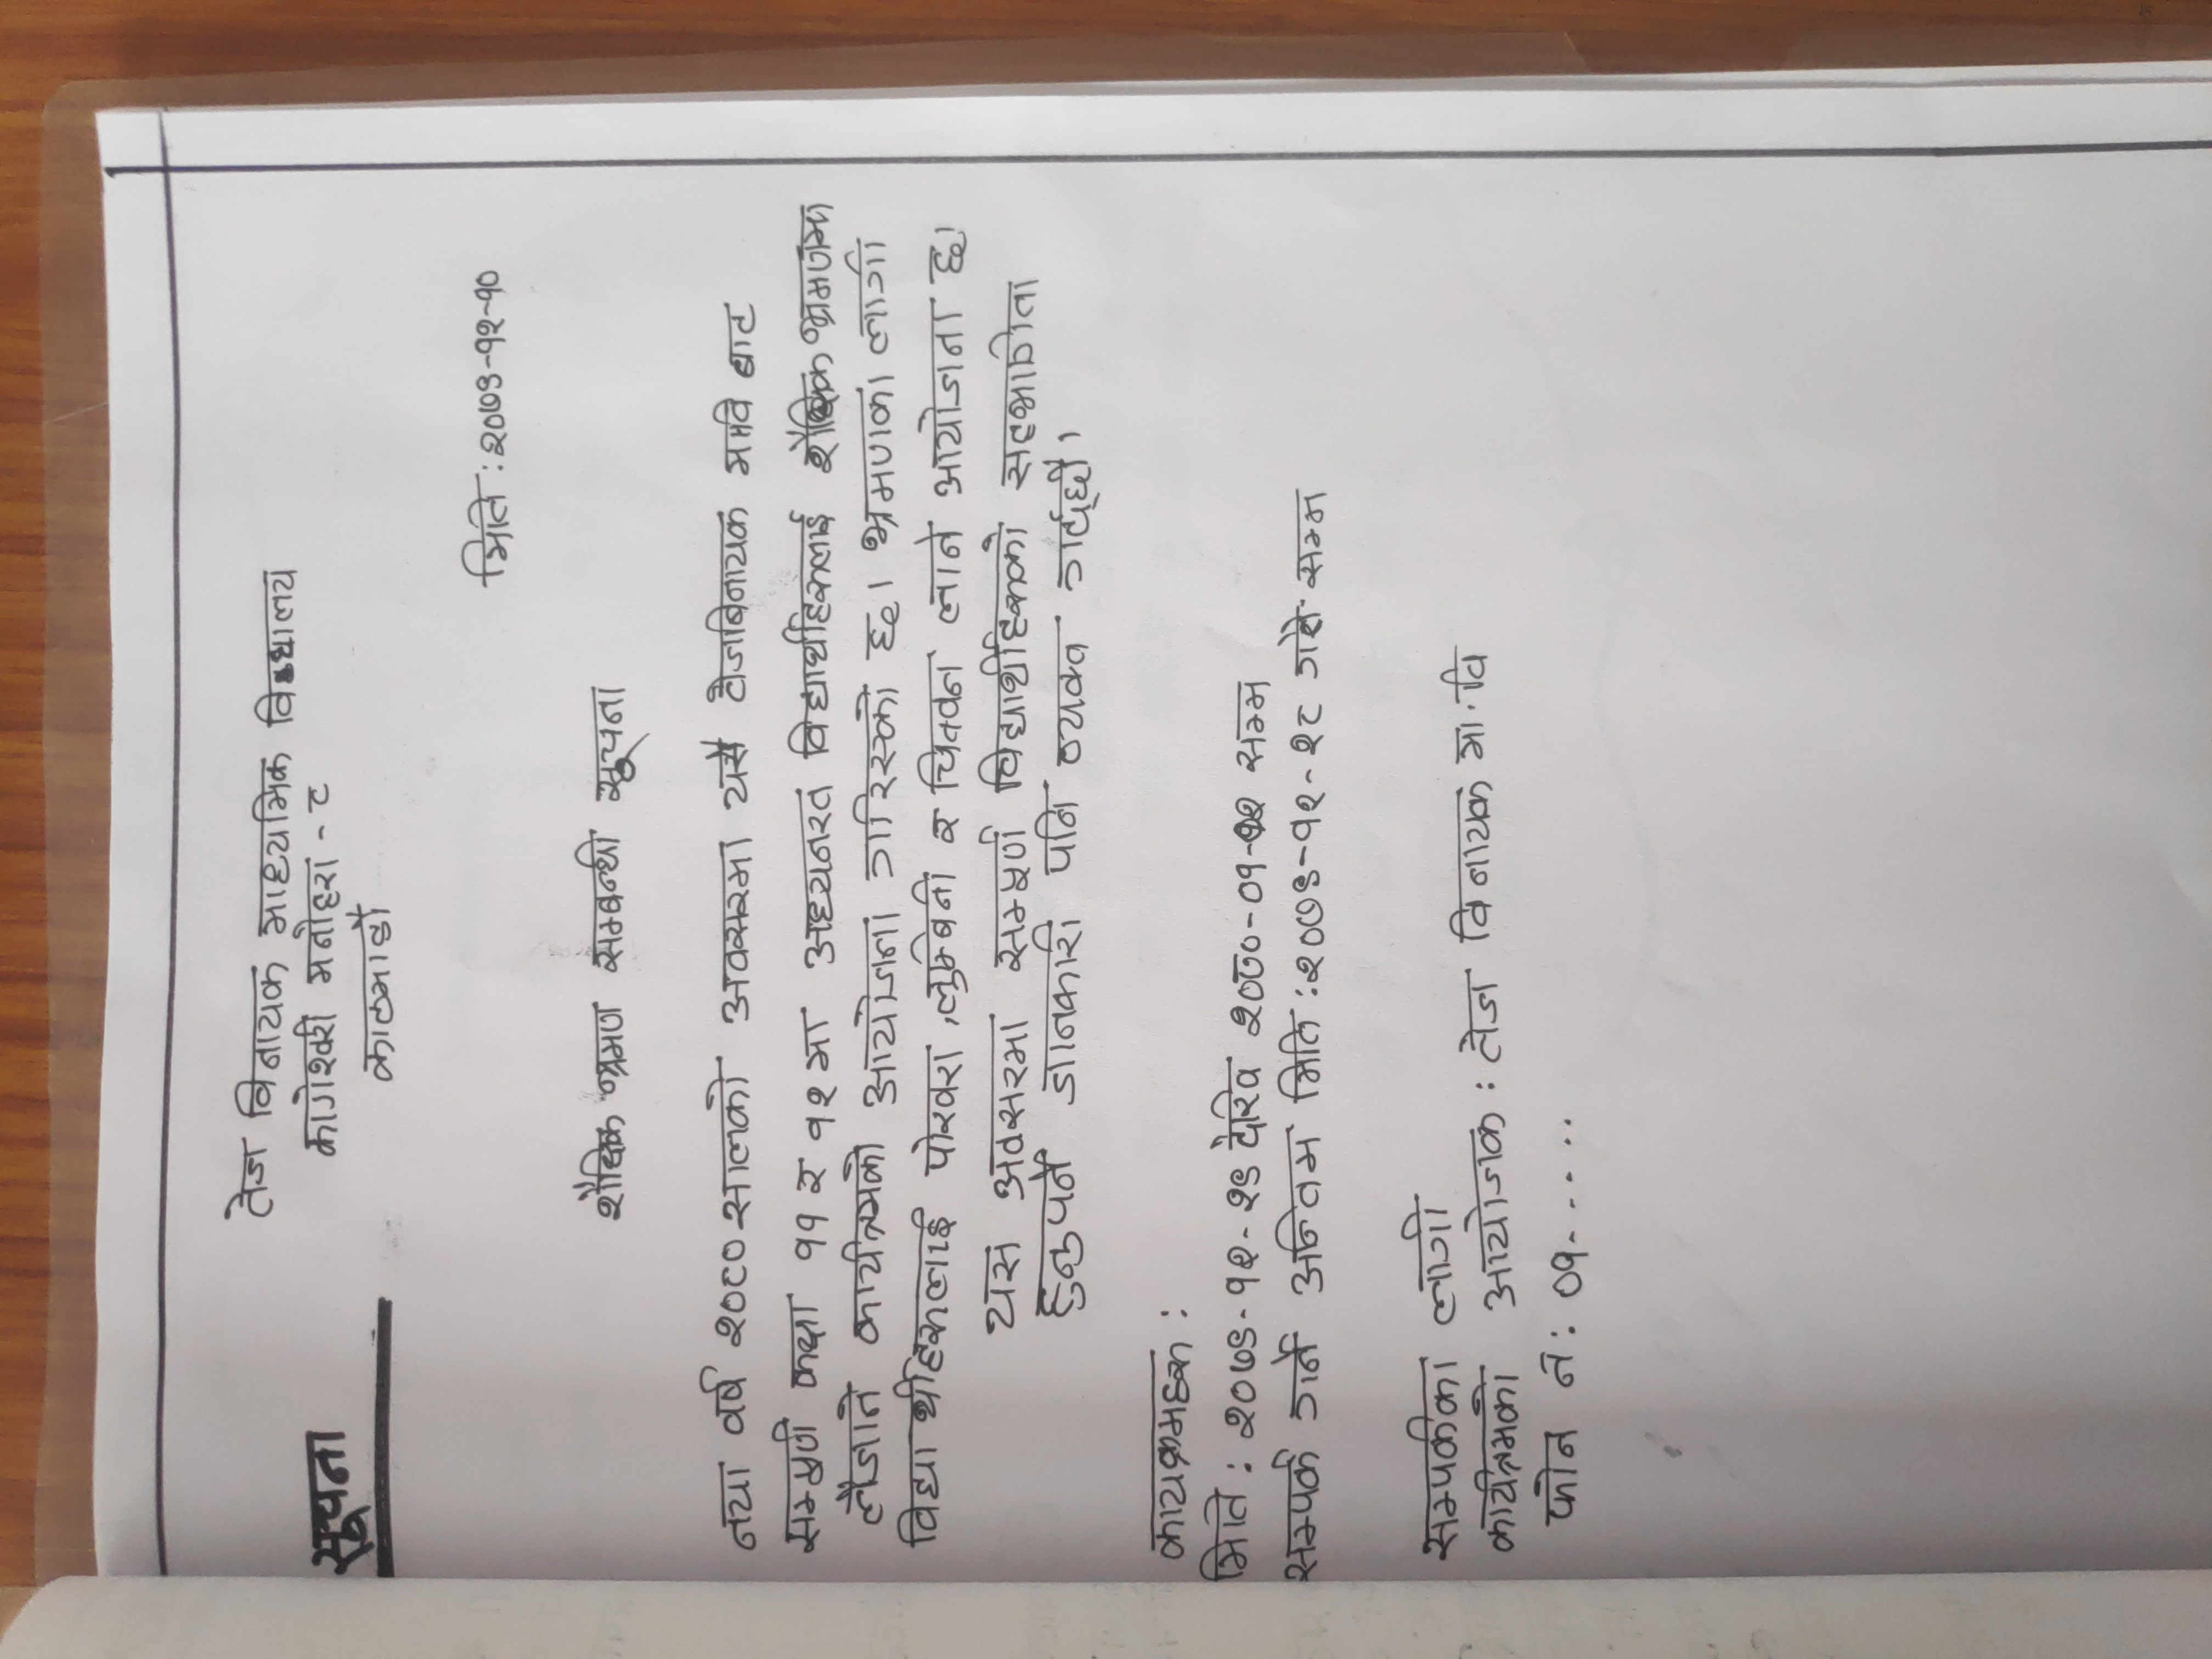 तेज विनायक माध्यमिक विद्यालय
सूचना
कागेश्वरी मनोहरा - ८
काठमाडौ
मिति : २०७९-१२-१०
शैक्षिक भ्रमण सम्बन्धी सूचना
नया वर्ष २०८० सालको अवसरमा यसै तेजबिनायक मावि बाट
सम्पूर्ण कक्षा ११ र १२ मा अध्यनरत विद्यार्थीहरूलाई शैक्षिक भ्रमणमा
लैजाने कार्यक्रमको आयोजना गरिएको छ। भ्रमणका लागी
विद्यार्थीहरूलाई पोखरा ,लुम्बिनी र चितवन लाने आयोजना छ।
यस अवसरमा सम्पूर्ण विद्यार्थीहरूको सहभागीता
हुनुपर्ने जानकारी पनि व्यक्त गर्द्छौ।
कायक्रमहरू :
मिति : २०७९-१२-२९ देखि २०८०-०१-०२ सम्म
सम्पर्क गर्ने अन्तिम मिति :२०७९-१२-२८ गते सम्म
सम्पर्कका लागी
कार्यक्रमको आयोजक : तेज विनायक मा.वि
फोन नं: ०१-....